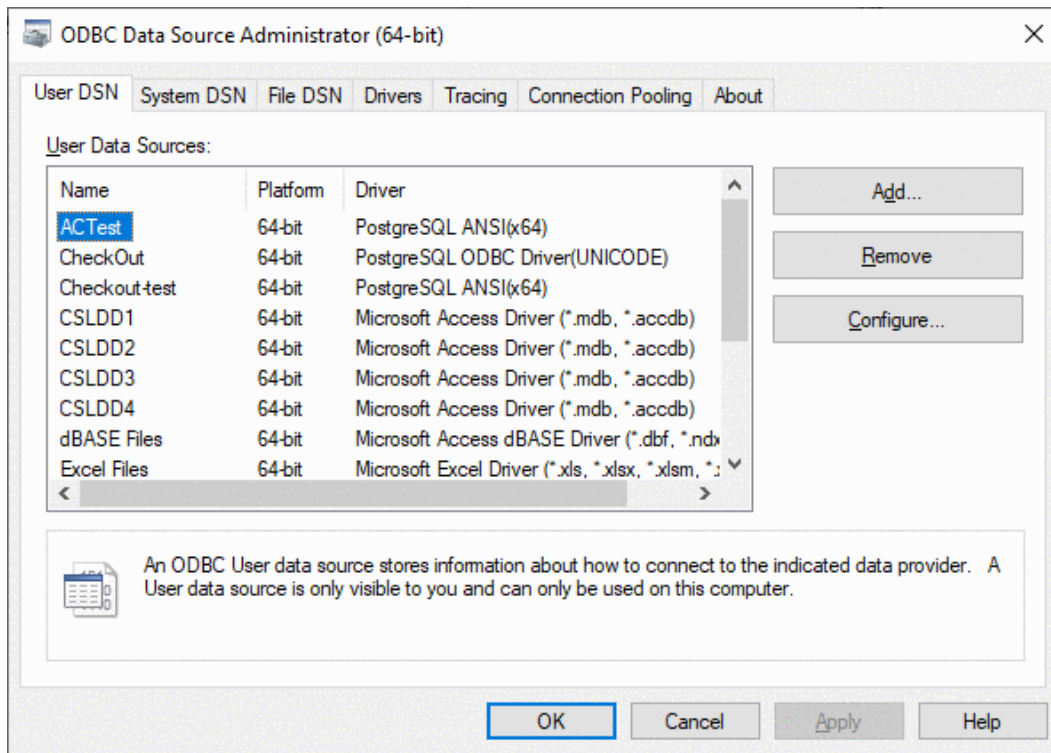 ODBC Data Source Administrator (64-bit)
User DSN System DSN File DSN Drivers Tracing Connection Pooling About
User Data Sources:
Name Platform Driver
ACTest 64-bit PostgreSQL ANSI(x64)
CheckOut 64-bit PostgreSQL ODBC Driver(UNICODE)
Checkout-test 64-bit PostgreSQL ANSI(x64)
CSLDD1 64-bit Microsoft Access Driver (*.mdb, *.accdb)
CSLDD2 64-bit Microsoft Access Driver (*.mdb, *.accdb)
CSLDD3 64-bit Microsoft Access Driver (*.mdb, *.accdb)
CSLDD4 64-bit Microsoft Access Driver (*.mdb, *.accdb)
dBASE Files 64-bit Microsoft Access dBASE Driver (*.dbf, *.ndx
Excel Files 64-bit Microsoft Excel Driver (*.xls, *.xlsx, *.xlsm,
Add...
Remove
Configure...
An ODBC User data source stores information about how to connect to the indicated data provider. A
User data source is only visible to you and can only be used on this computer.
OK Cancel Apply Help